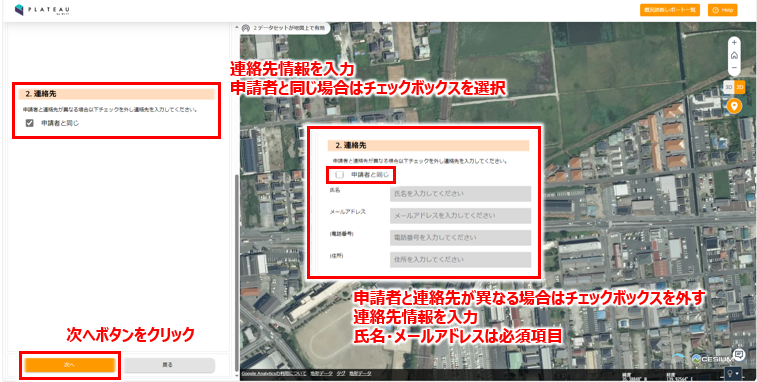 PLATEAU
by MLIT
概況診断レポート一覧
Help
2 データセットが地図上で有効
連絡先情報を入力
申請者と同じ場合はチェックボックスを選択
2. 連絡先
申請者と連絡先が異なる場合以下チェックを外し連絡先を入力してください。
申請者と同じ
3D
3D
2. 連絡先
申請者と連絡先が異なる場合以下チェックを外し連絡先を入力してください。
申請者と同じ
氏名
氏名を入力してください
メールアドレス
メールアドレスを入力してください
(電話番号)
電話番号を入力してください
(住所)
住所を入力してください
申請者と連絡先が異なる場合はチェックボックスを外す
連絡先情報を入力
氏名・メールアドレスは必須項目
次へボタンをクリック
次へ
戻る
CESIUM
Google Analyticsの利用について 地形データ タグ 地形データ
緯度
経度